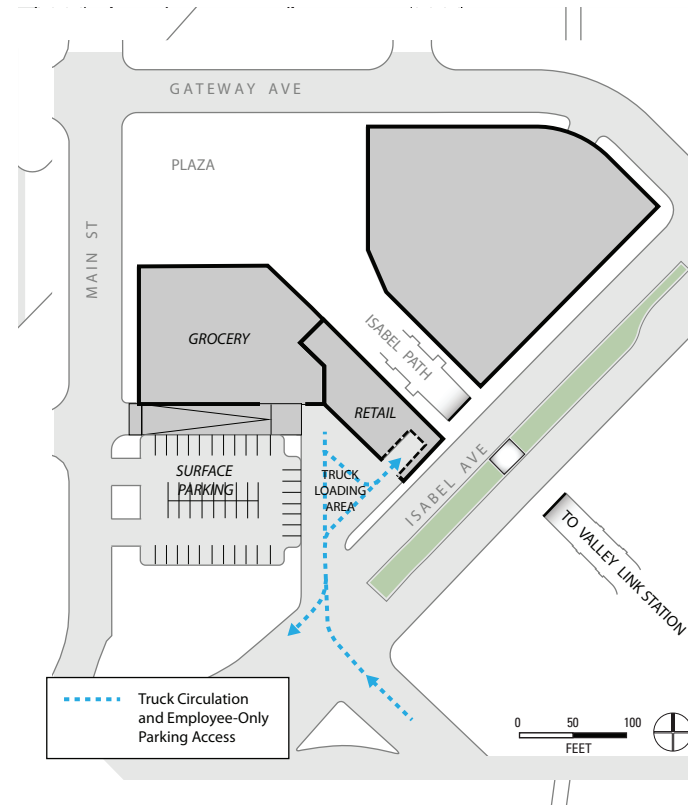 GATEWAY AVE
PLAZA
MAIN ST
GROCERY
ISABEL PATH
RETAIL
SURFACE
PARKING
TRUCK
LOADING
AREA
ISABEL AVE
TO VALLEY LINK STATION
Truck Circulation
and Employee-Only
Parking Access
0 50 100
FEET